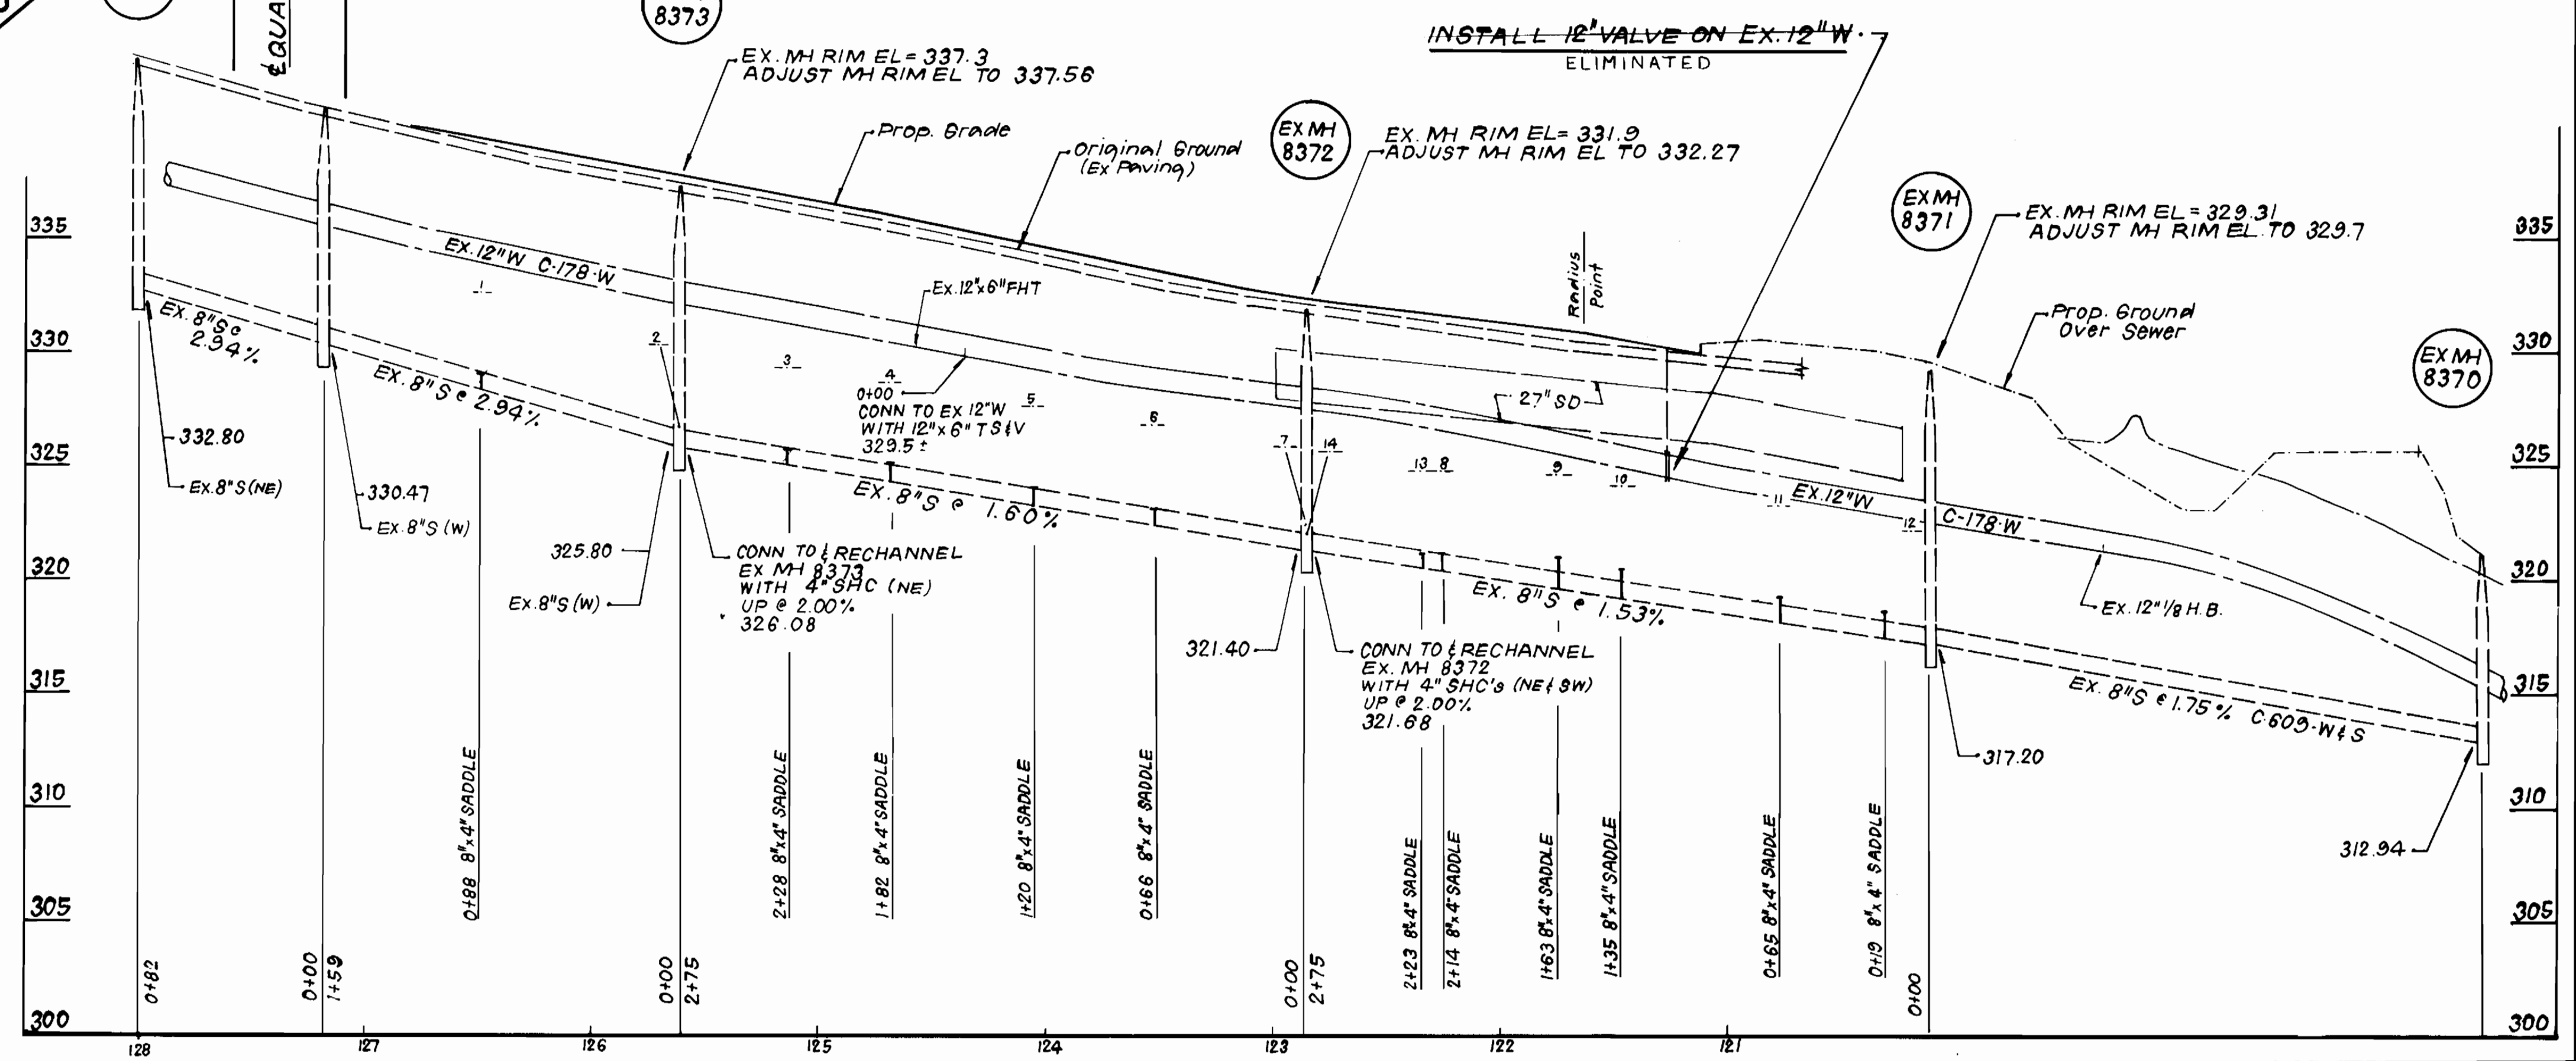 8373
EQUA
EX. MH RIM EL = 337.3
ADJUST MH RIM EL TO 337.56
Prop. Grade
Original Ground
(Ex Paving)
EX MH
8372
EX. MH RIM EL= 331.9
ADJUST MH RIM EL TO 332.27
INSTALL 12" VALVE ON EX. 12" W.
ELIMINATED
EX MH
8371
EX. MH RIM EL = 329.31
ADJUST MH RIM EL. TO 329.7
Radius
Point
Prop. Ground
Over Sewer
EX MH
8370
335
330
325
320
315
310
305
300
335
330
325
320
315
310
305
300
EX. 12" W C-178-W
EX. 12"x6" FHT
EX. 8" S @
2.94%
EX. 8" S @ 2.94%
332.80
EX. 8" S (NE)
330.47
EX. 8" S (W)
1
2
3
4
5
6
7
14
13 8
9
10
11
12
0+00
CONN TO EX 12" W
WITH 12"x6" TS&V
329.5 ±
27" SD
EX. 8" S @ 1.60%
325.80
EX. 8" S (W)
CONN TO & RECHANNEL
EX MH 8373
WITH 4" SHC (NE)
UP @ 2.00%
326.08
321.40
CONN TO & RECHANNEL
EX. MH 8372
WITH 4" SHC's (NE & SW)
UP @ 2.00%
321.68
EX. 8" S @ 1.53%
EX. 12" W
C-178-W
EX. 12" 1/8 H.B.
EX. 8" S @ 1.75% C-609-W&S
317.20
312.94
0+88 8"x4" SADDLE
2+28 8"x4" SADDLE
1+82 8"x4" SADDLE
1+20 8"x4" SADDLE
0+66 8"x4" SADDLE
2+23 8"x4" SADDLE
2+14 8"x4" SADDLE
1+63 8"x4" SADDLE
1+35 8"x4" SADDLE
0+65 8"x4" SADDLE
0+19 8"x4" SADDLE
0+82
0+00
1+59
0+00
2+75
0+00
2+75
0+00
128
127
126
125
124
123
122
121